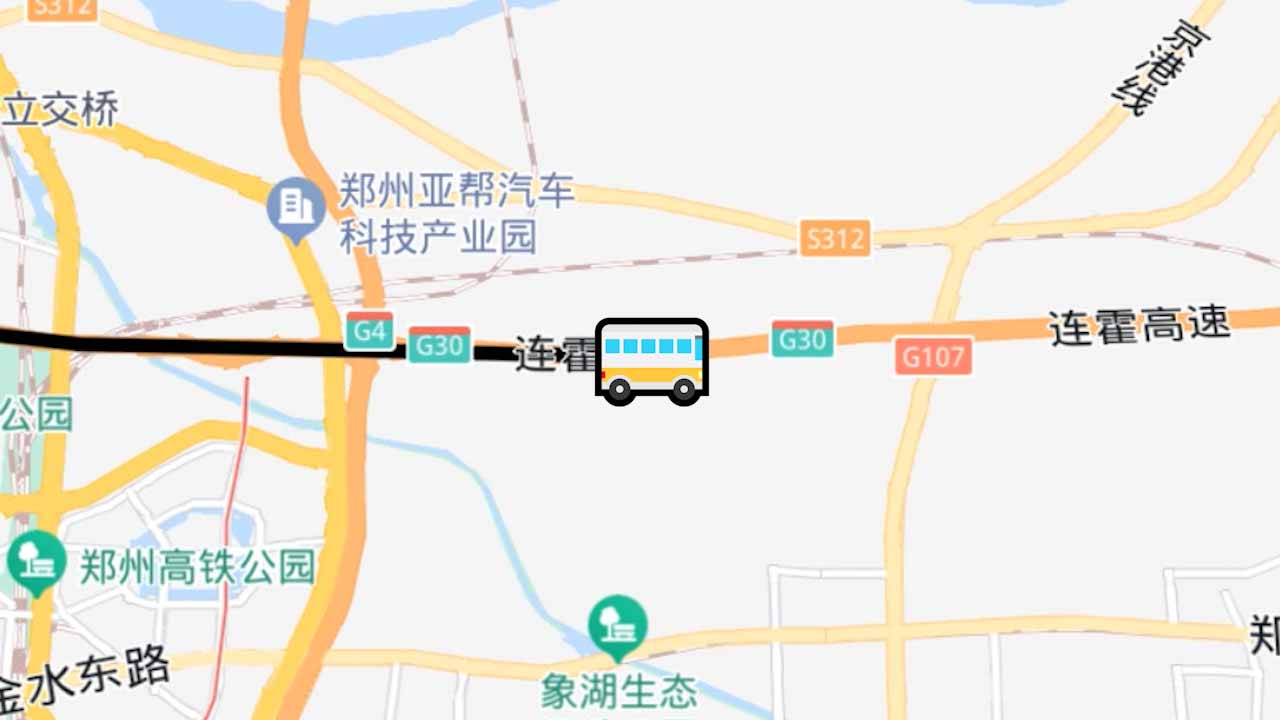 S312
京港线
立交桥
郑州亚帮汽车
科技产业园
S312
G4
G30
连霍
G30
连霍高速
G107
公园
郑州高铁公园
郑
金水东路
象湖生态